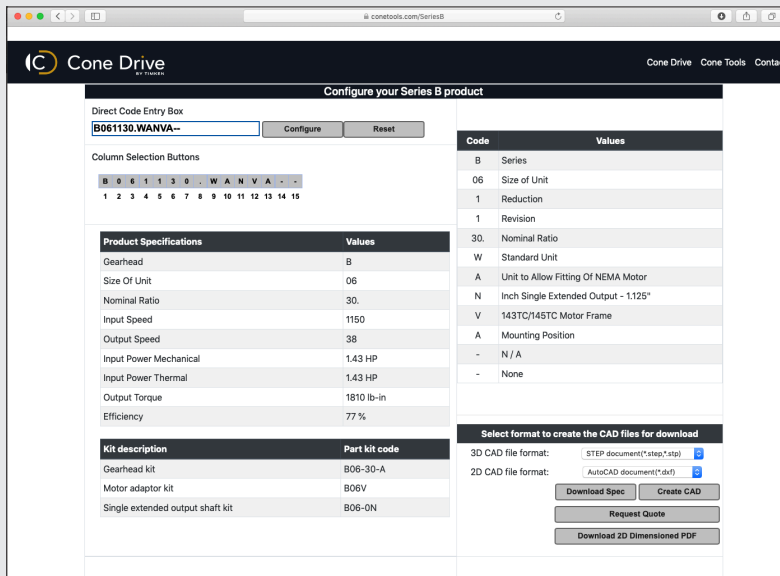 conetools.com/SeriesB
(C) Cone Drive
BY TIMKEN
Cone Drive Cone Tools
Configure your Series B product
Direct Code Entry Box
B061130.WANVA--
Configure Reset
Column Selection Buttons
B 0 6 1 1 3 0 . W A N V A - -
1 2 3 4 5 6 7 8 9 10 11 12 13 14 15
Product Specifications Values
Gearhead B
Size Of Unit 06
Nominal Ratio 30.
Input Speed 1150
Output Speed 38
Input Power Mechanical 1.43 HP
Input Power Thermal 1.43 HP
Output Torque 1810 lb-in
Efficiency 77 %
Kit description Part kit code
Gearhead kit B06-30-A
Motor adaptor kit B06V
Single extended output shaft kit B06-0N
Code Values
B Series
06 Size of Unit
1 Reduction
1 Revision
30. Nominal Ratio
W Standard Unit
A Unit to Allow Fitting Of NEMA Motor
N Inch Single Extended Output - 1.125"
V 143TC/145TC Motor Frame
A Mounting Position
- N / A
- None
Select format to create the CAD files for download
3D CAD file format: STEP document(*.step,*.stp)
2D CAD file format: AutoCAD document(*.dxf)
Download Spec Create CAD
Request Quote
Download 2D Dimensioned PDF